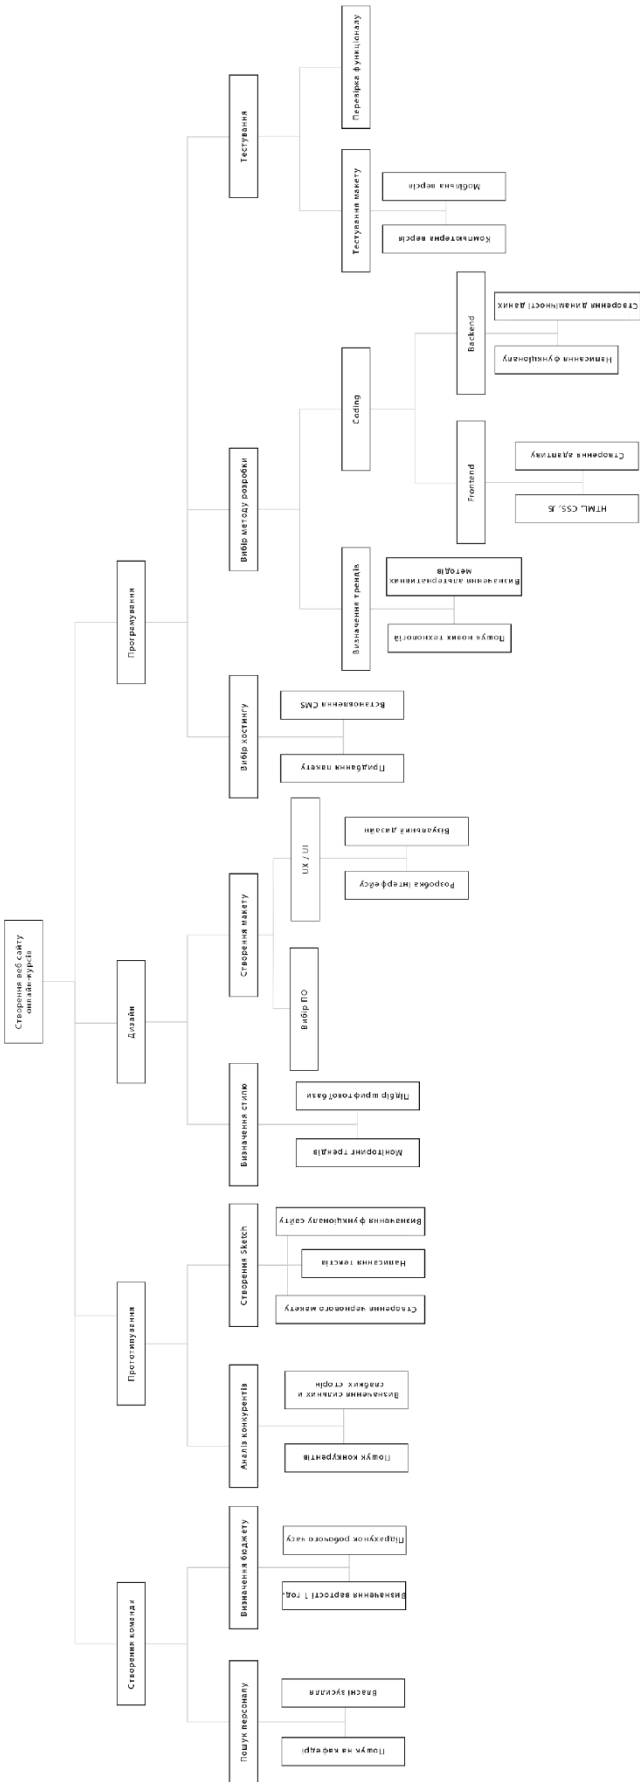 Створення веб сайту
онлайн-курсів
Створення команди
Пошук персоналу
Пошук на кафедрі
Власні зусилля
Визначення бюджету
Визначення вартості 1 год.
Підрахунок робочого часу
Прототипування
Аналіз конкурентів
Пошук конкурентів
Визначення сильних и
слабких сторін
Створення Sketch
Створення чернового макету
Написання текстів
Визначення функціоналу сайту
Дизайн
Визначення стилю
Моніторинг трендів
Підбір шрифтової бази
Створення макету
Вибір ПО
UX / UI
Розробка інтерфейсу
Візуальний дизайн
Програмування
Вибір хостингу
Придбання пакету
Встановлення CMS
Вибір методу розробки
Визначення трендів
Пошук нових технологій
Визначення альтернативних
методів
Coding
Frontend
HTML, CSS, JS
Створення адаптиву
Backend
Написання функціоналу
Створення динамічності даних
Тестування
Тестування макету
Компьютерна версія
Мобільна версія
Перевірка функціоналу